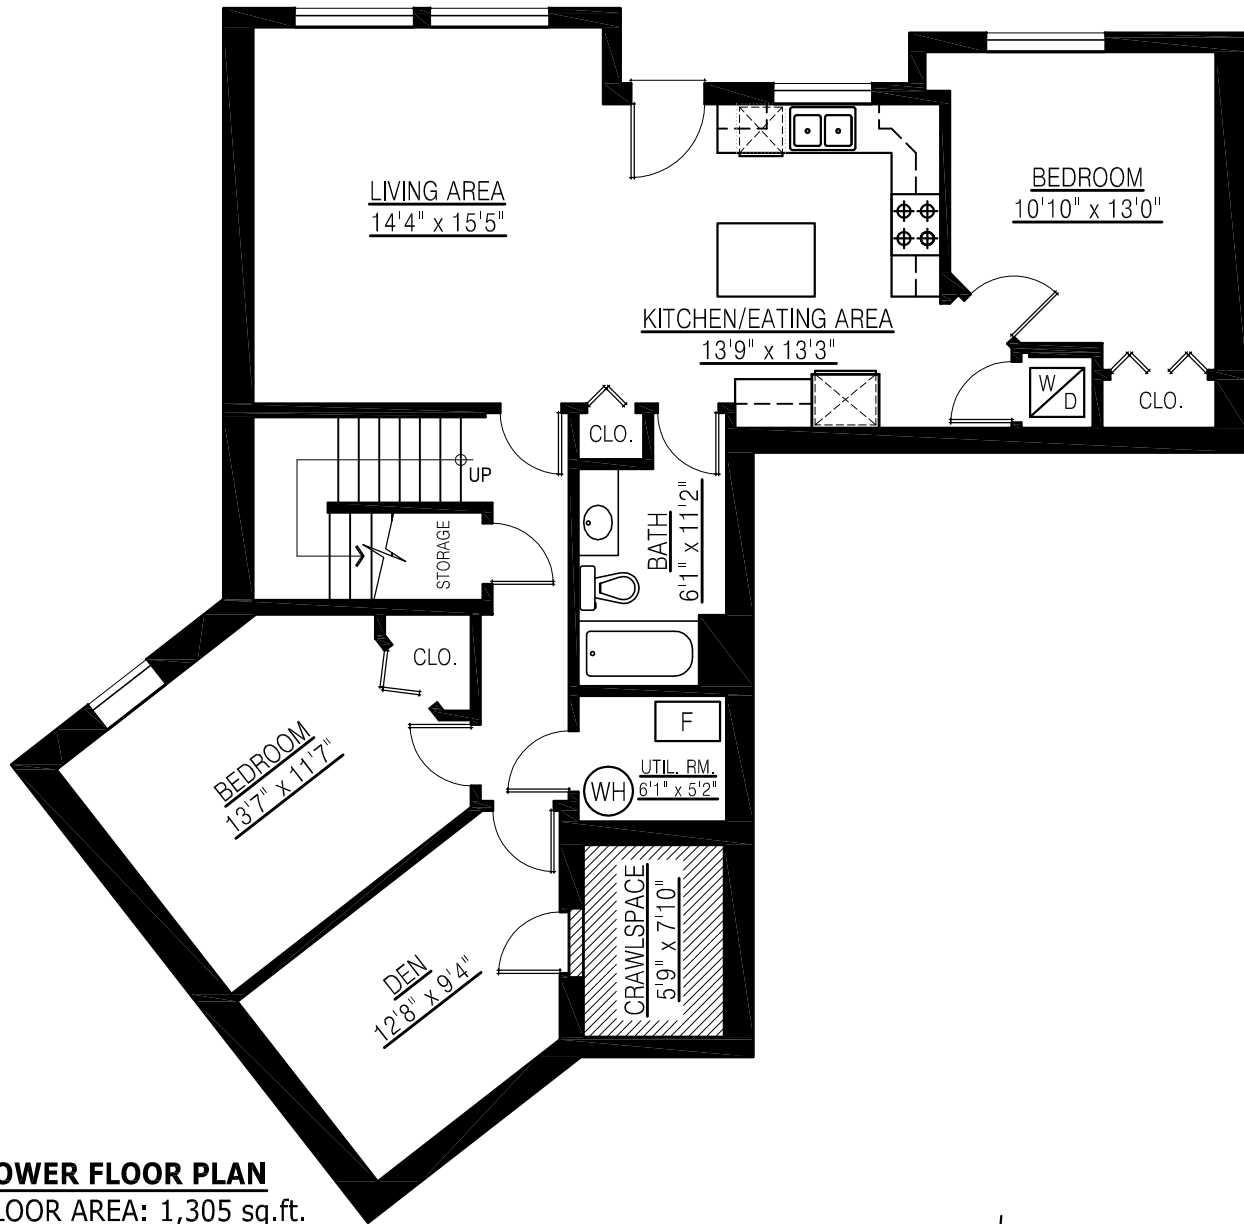 LIVING AREA
14'4" x 15'5"
BEDROOM
10'10" x 13'0"
KITCHEN/EATING AREA
13'9" x 13'3"
W
D
CLO.
CLO.
UP
STORAGE
BATH
6'1" x 11'2"
CLO.
BEDROOM
13'7" x 11'7"
F
UTIL. RM.
6'1" x 5'2"
WH
CRAWLSPACE
5'9" x 7'10"
DEN
12'8" x 9'4"
OWER FLOOR PLAN
LOOR AREA: 1,305 sq.ft.